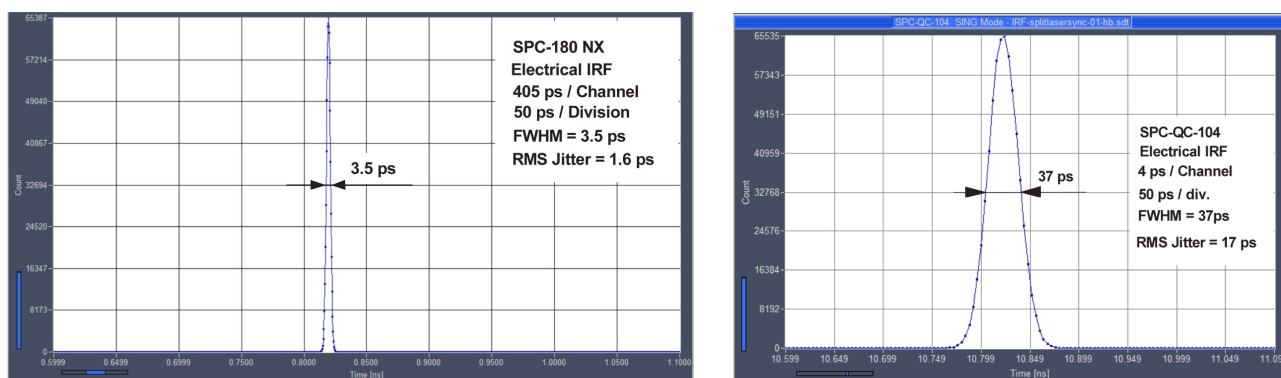 65387
57214
49040
40867
32694
24520
16347
8173
0
Count
SPC-180 NX
Electrical IRF
405 ps / Channel
50 ps / Division
FWHM = 3.5 ps
RMS Jitter = 1.6 ps
3.5 ps
0.5999 0.6499 0.6999 0.7500 0.8000 0.8500 0.9000 0.9500 1.0000 1.0500 1.1000
Time [ns]
SPC-QC-104 SING Mode - IRF-splitlasersync-01-hb.sdt
65535
57343
49151
40959
32768
24576
16384
8192
0
Count
SPC-QC-104
Electrical IRF
4 ps / Channel
50 ps / div.
FWHM = 37ps
RMS Jitter = 17 ps
37 ps
10.599 10.649 10.699 10.749 10.799 10.849 10.899 10.949 10.999 11.049
Time [ns]